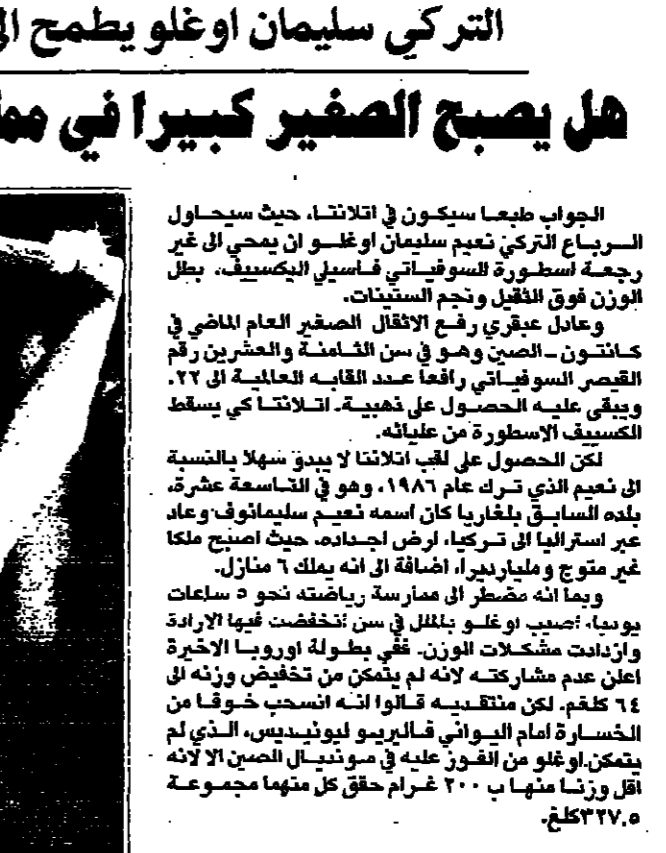 التركي سليمان اوغلو يطمح الى
هل يصبح الصغير كبيرا في
الجواب طبعا سيكون في اتلانتا، حيث سيحاول
الرباع التركي نعيم سليمان اوغلو ان يمحي الى غير
رجعة اسطورة السوفياتي فاسيلي اليكسييف، بطل
الوزن فوق الثقيل ونجم الستينات.
وعادل عبقري رفع الاثقال الصغير العام الماضي في
كانتون ـ الصين وهو في سن الثامنة والعشرين رقم
القيصر السوفياتي رافعا عدد القابه العالمية الى ٢٢.
ويبقى عليه الحصول على ذهبية اتلانتا كي يسقط
الكسييف الاسطورة من عليائه.
لكن الحصول على لقب اتلانتا لا يبدو سهلا بالنسبة
الى نعيم الذي ترك عام ١٩٨٦، وهو في التاسعة عشرة،
بلده السابق بلغاريا كان اسمه نعيم سليمانوف وعاد
عبر استراليا الى تركيا، ارض اجداده، حيث اصبح ملكا
غير متوج ومليارديرا، اضافة الى انه يملك ٦ منازل.
وبما انه مضطر الى ممارسة رياضته نحو ٥ ساعات
يوميا، اصيب اوغلو بالملل في سن انخفضت فيها الارادة
وازدادت مشكلات الوزن. ففي بطولة اوروبا الاخيرة
اعلن عدم مشاركته لانه لم يتمكن من تخفيض وزنه الى
٦٤ كلغم. لكن منتقديه قالوا انه انسحب خوفا من
الخسارة امام اليواني فاليريو ليونيديس، الذي لم
يتمكن اوغلو من الفوز عليه في مونديال الصين الا لانه
اقل وزنا منها ب ٢٠٠ غرام حقق كل منهما مجموعة
٣٢٧.٥كلغ.